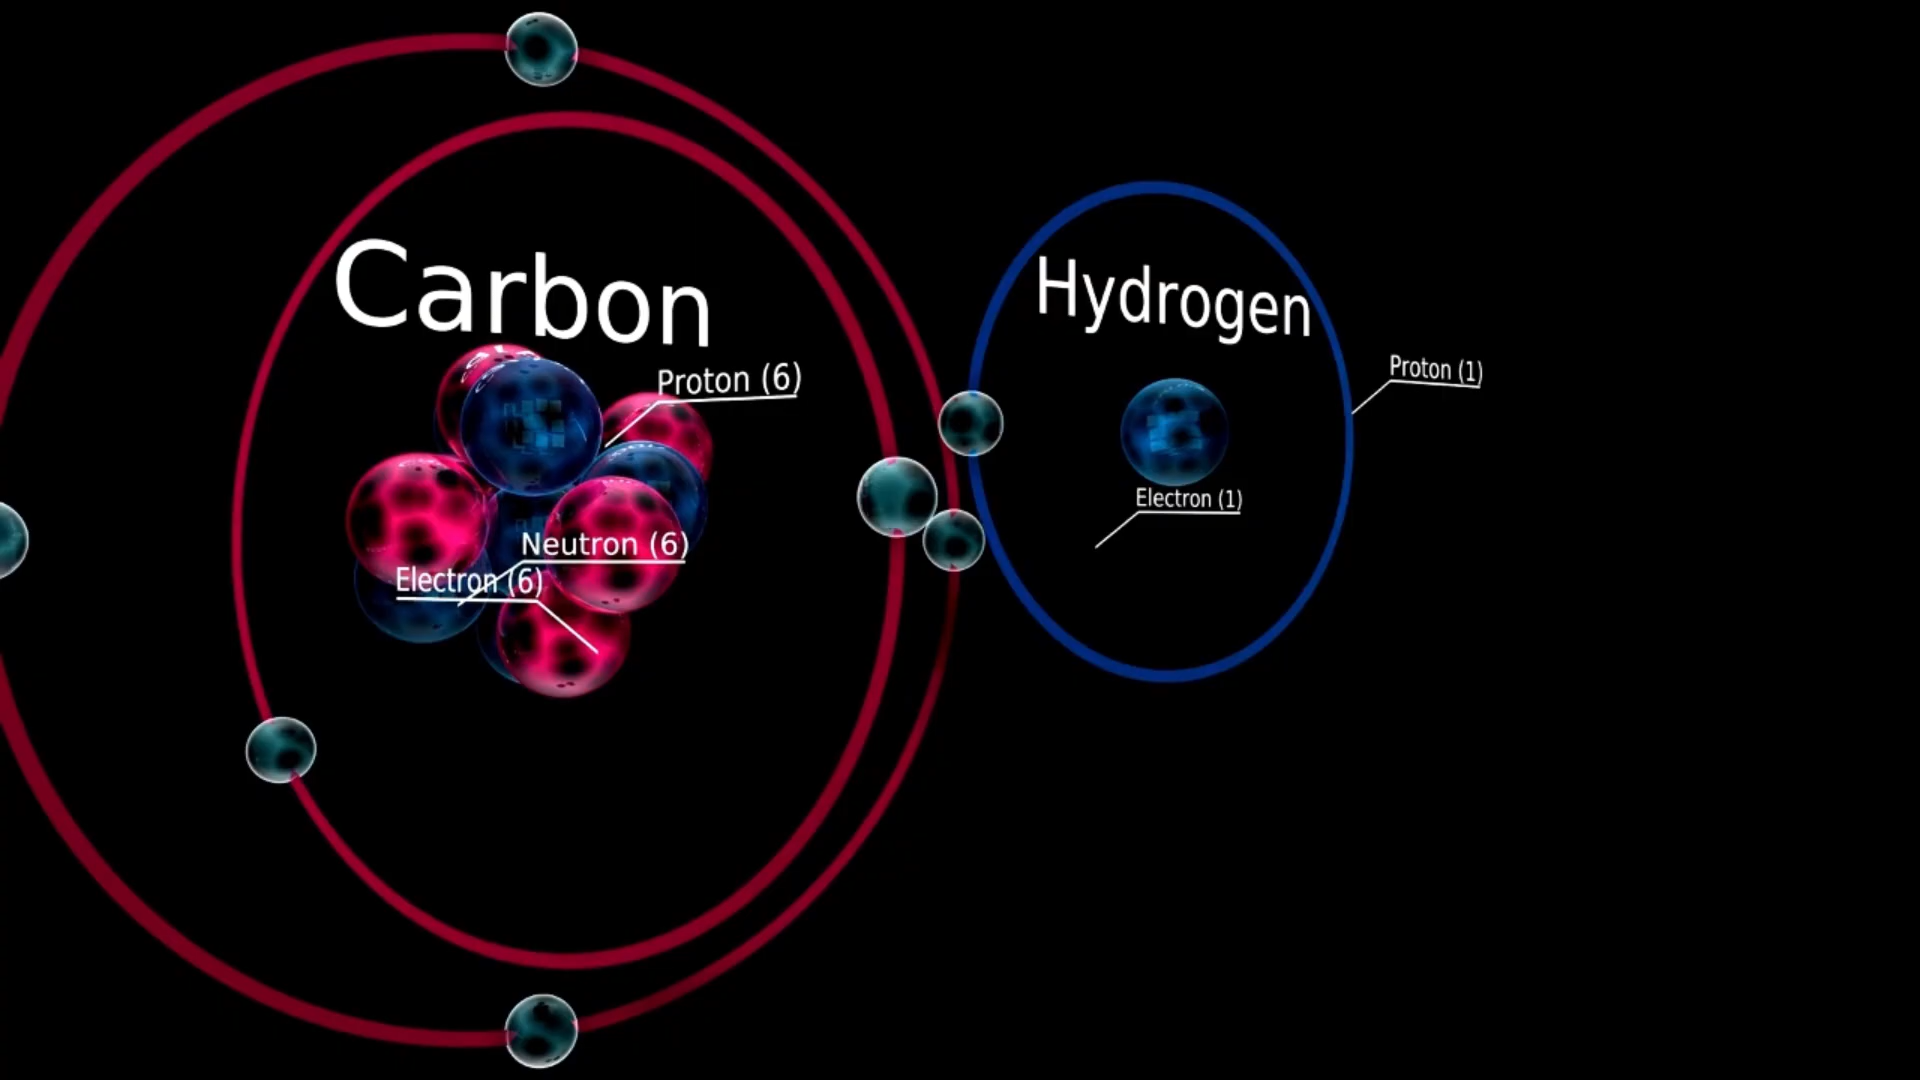 Carbon
Proton (6)
Neutron (6)
Electron (6)
Hydrogen
Proton (1)
Electron (1)